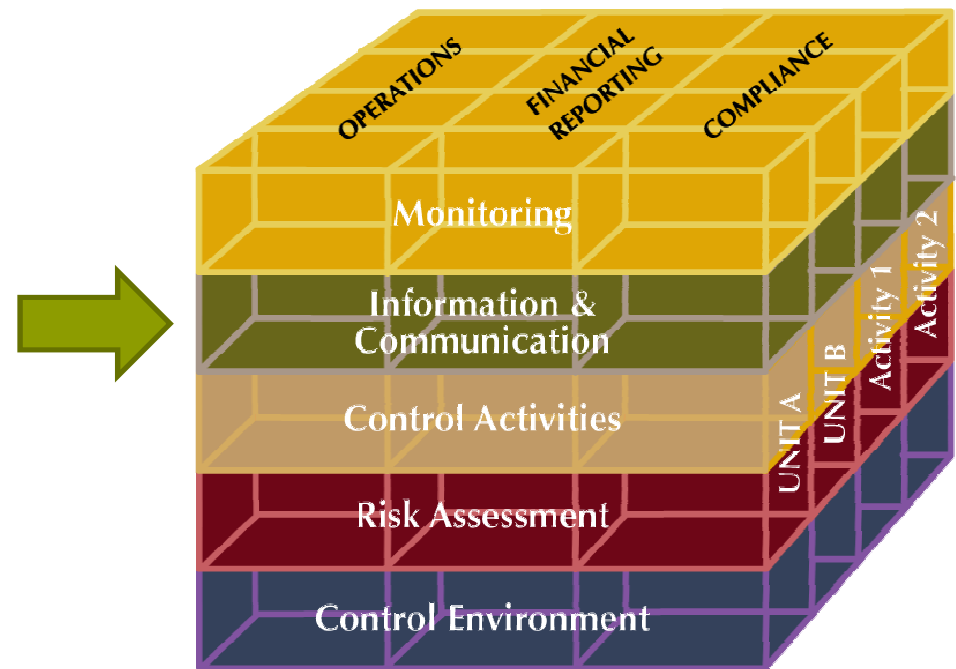 OPERATIONS
FINANCIAL
REPORTING
COMPLIANCE
Monitoring
Information &
Communication
Control Activities
Risk Assessment
Control Environment
UNIT A
UNIT B
Activity 1
Activity 2